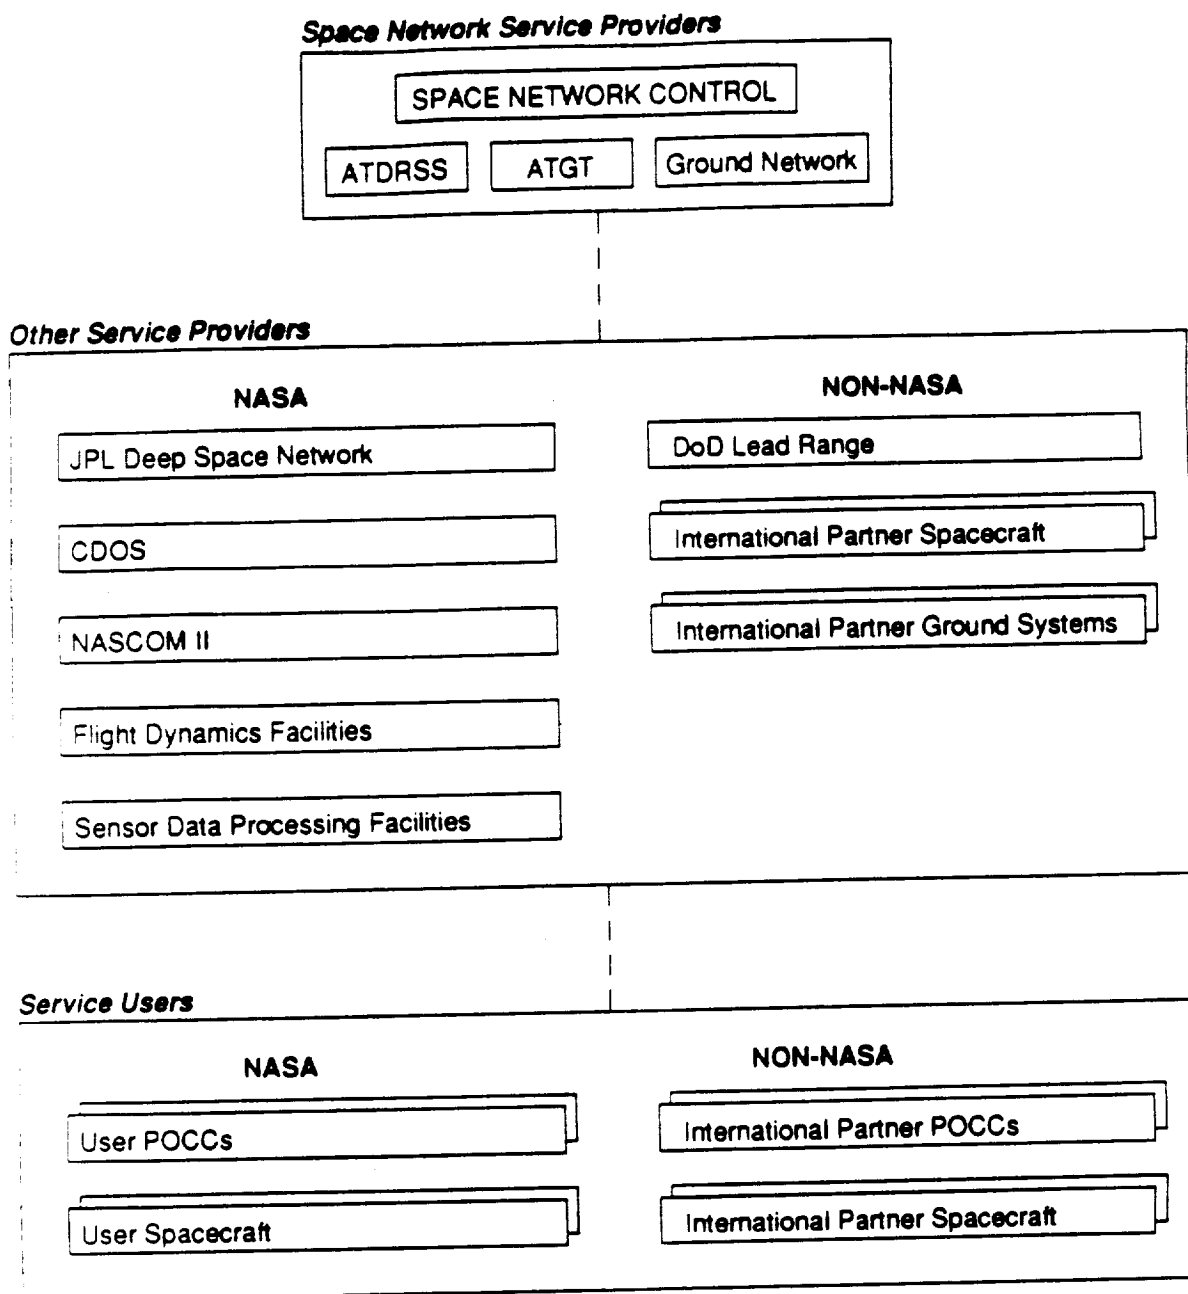 Space Network Service Providers
SPACE NETWORK CONTROL
ATDRSS
ATGT
Ground Network
Other Service Providers
NASA
JPL Deep Space Network
CDOS
NASCOM II
Flight Dynamics Facilities
Sensor Data Processing Facilities
NON-NASA
DoD Lead Range
International Partner Spacecraft
International Partner Ground Systems
Service Users
NASA
User POCCs
User Spacecraft
NON-NASA
International Partner POCCs
International Partner Spacecraft